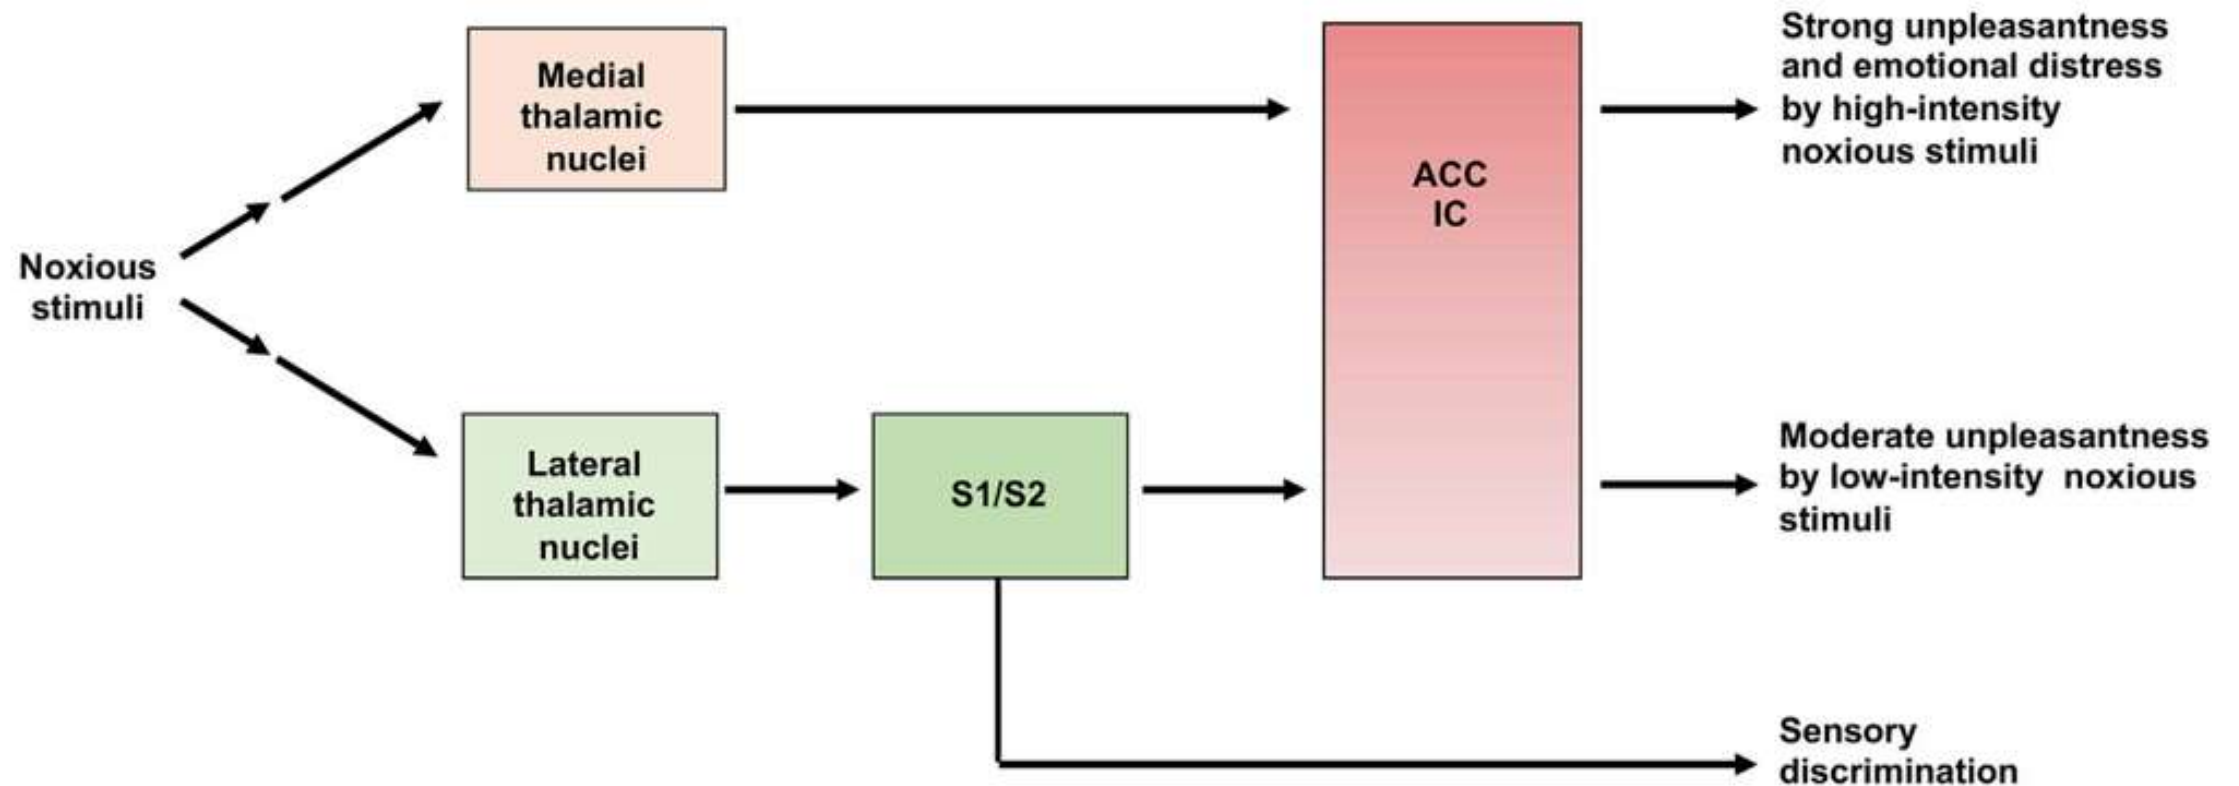 Noxious
stimuli
Medial
thalamic
nuclei
Lateral
thalamic
nuclei
S1/S2
ACC
IC
Strong unpleasantness
and emotional distress
by high-intensity
noxious stimuli
Moderate unpleasantness
by low-intensity noxious
stimuli
Sensory
discrimination